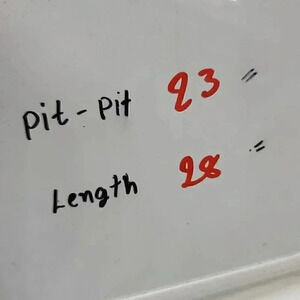 pit - pit 23 "
Length 28 "